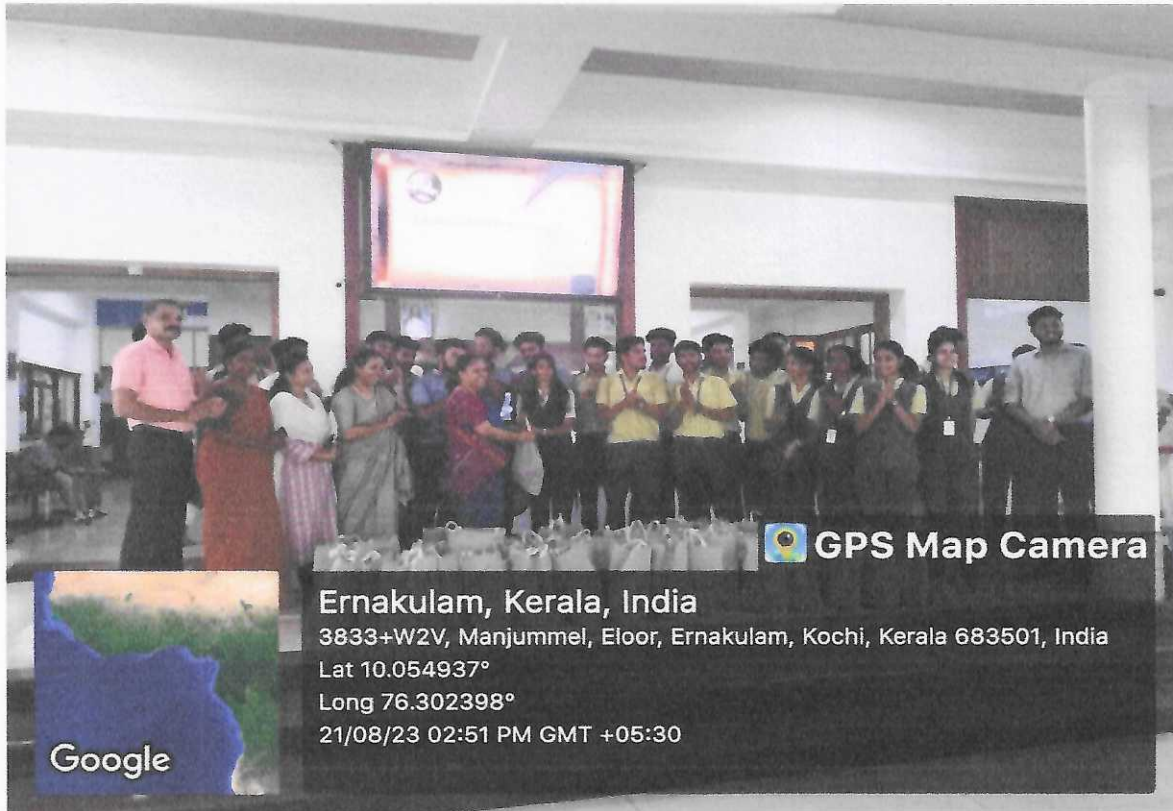 GPS Map Camera
Ernakulam, Kerala, India
3833+W2V, Manjummel, Eloor, Ernakulam, Kochi, Kerala 683501, India
Lat 10.054937°
Long 76.302398°
21/08/23 02:51 PM GMT +05:30
Google